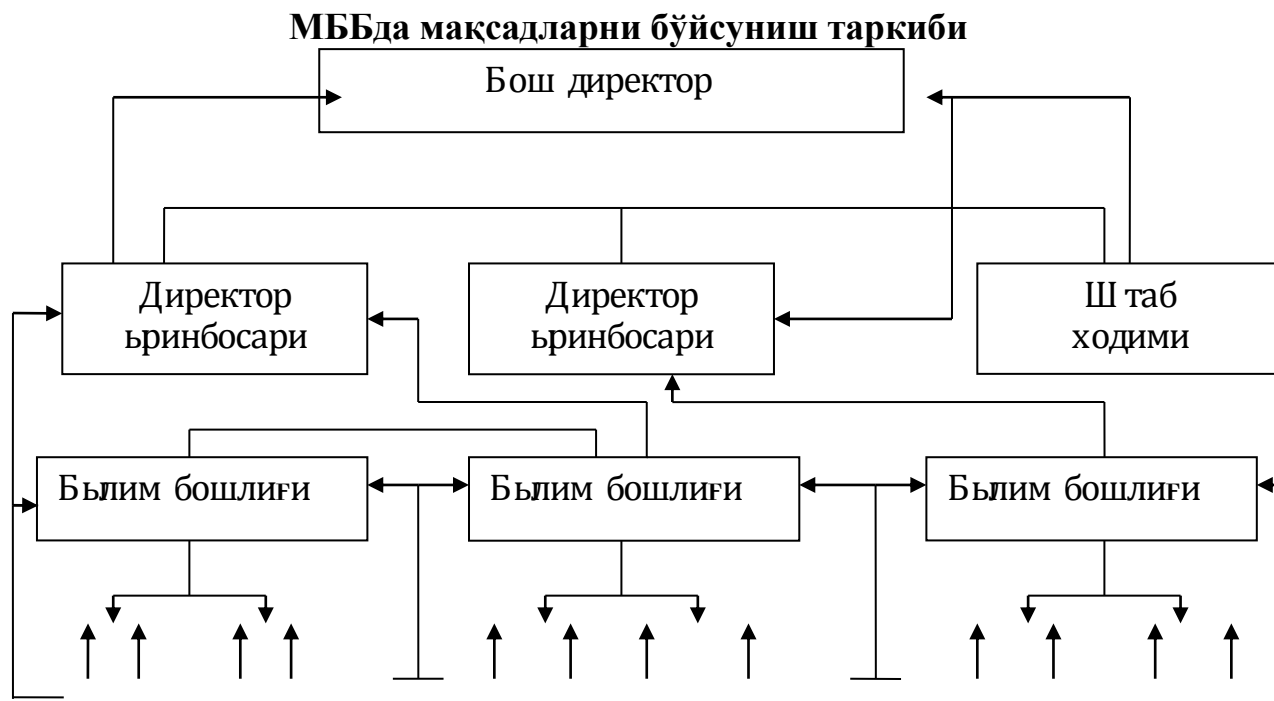 МББда мақсадларни бўйсуниш таркиби
Бош директор
Директор
ьринбосари
Директор
ьринбосари
Штаб
ходими
Былим бошлиғи
Былим бошлиғи
Былим бошлиғи